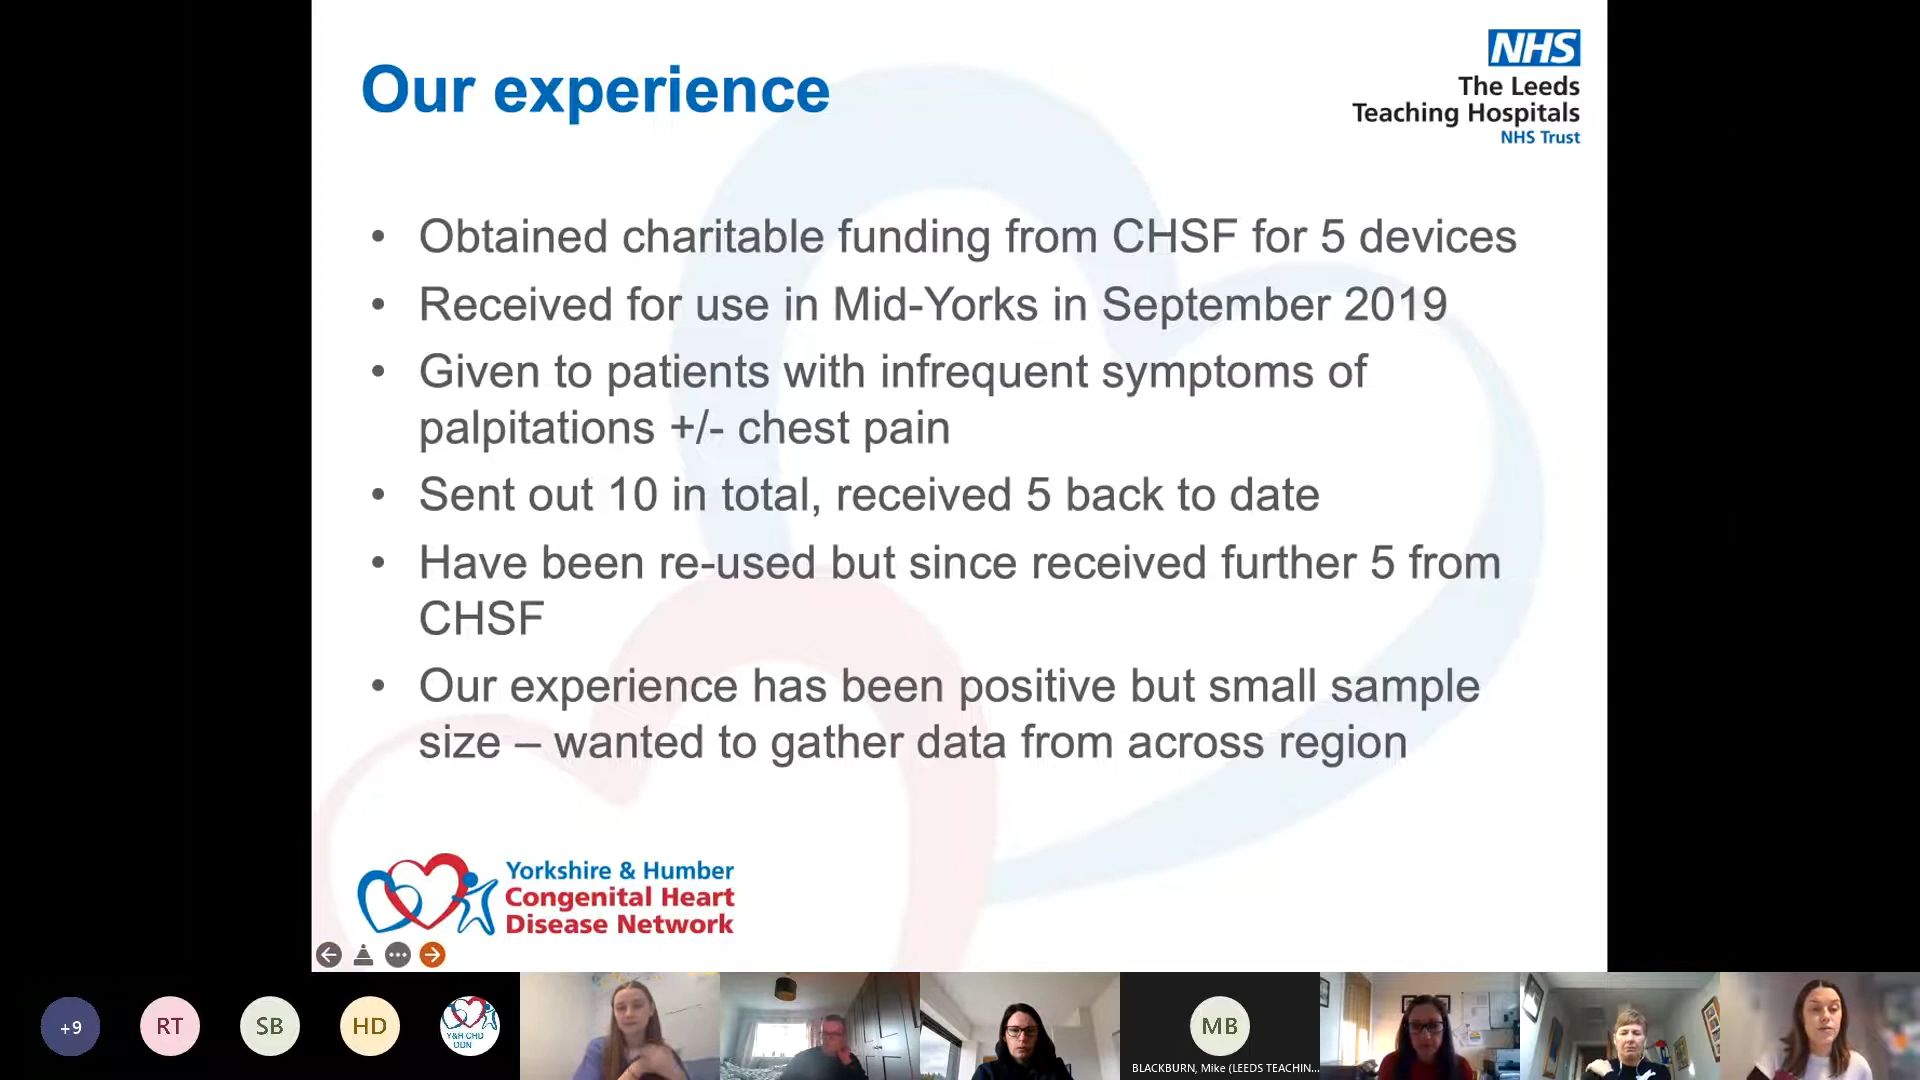 Our experience
NHS
The Leeds
Teaching Hospitals
NHS Trust
• Obtained charitable funding from CHSF for 5 devices
• Received for use in Mid-Yorks in September 2019
• Given to patients with infrequent symptoms of
palpitations +/- chest pain
• Sent out 10 in total, received 5 back to date
• Have been re-used but since received further 5 from
CHSF
• Our experience has been positive but small sample
size – wanted to gather data from across region
Yorkshire & Humber
Congenital Heart
Disease Network
+9
RT
SB
HD
Y&H CHD
ODN
MB
BLACKBURN, Mike (LEEDS TEACHIN...